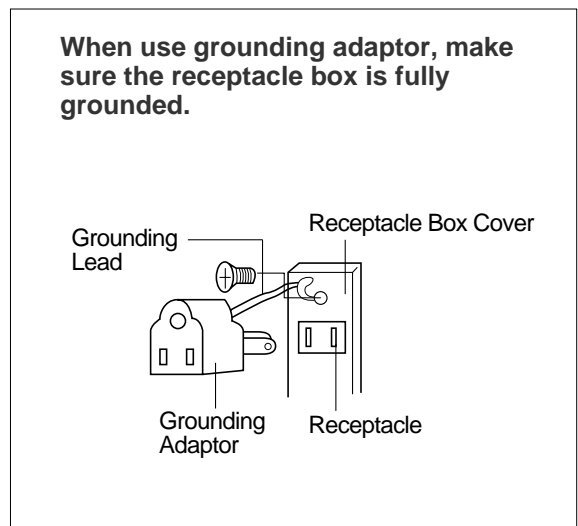 When use grounding adaptor, make
sure the receptacle box is fully
grounded.
Receptacle Box Cover
Grounding
Lead
Grounding
Adaptor
Receptacle